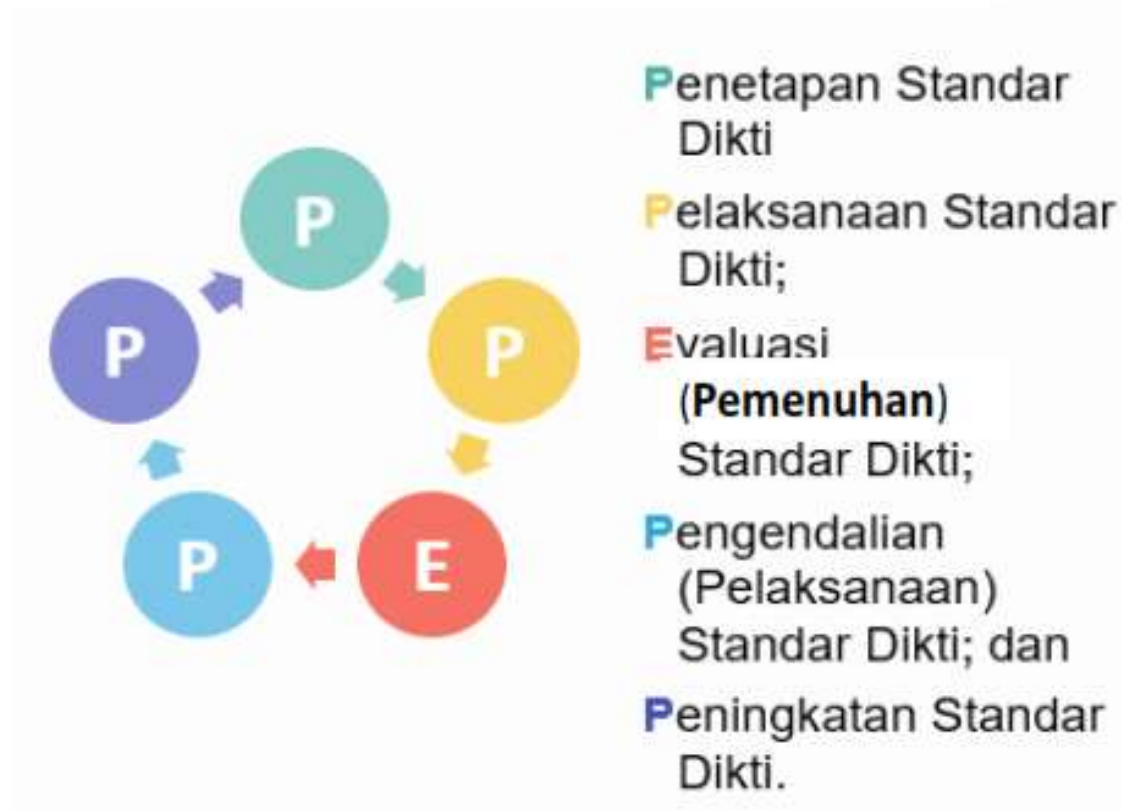 P
P
P
P
E
Penetapan Standar
Dikti
Pelaksanaan Standar
Dikti;
Evaluasi
(Pemenuhan)
Standar Dikti;
Pengendalian
(Pelaksanaan)
Standar Dikti; dan
Peningkatan Standar
Dikti.